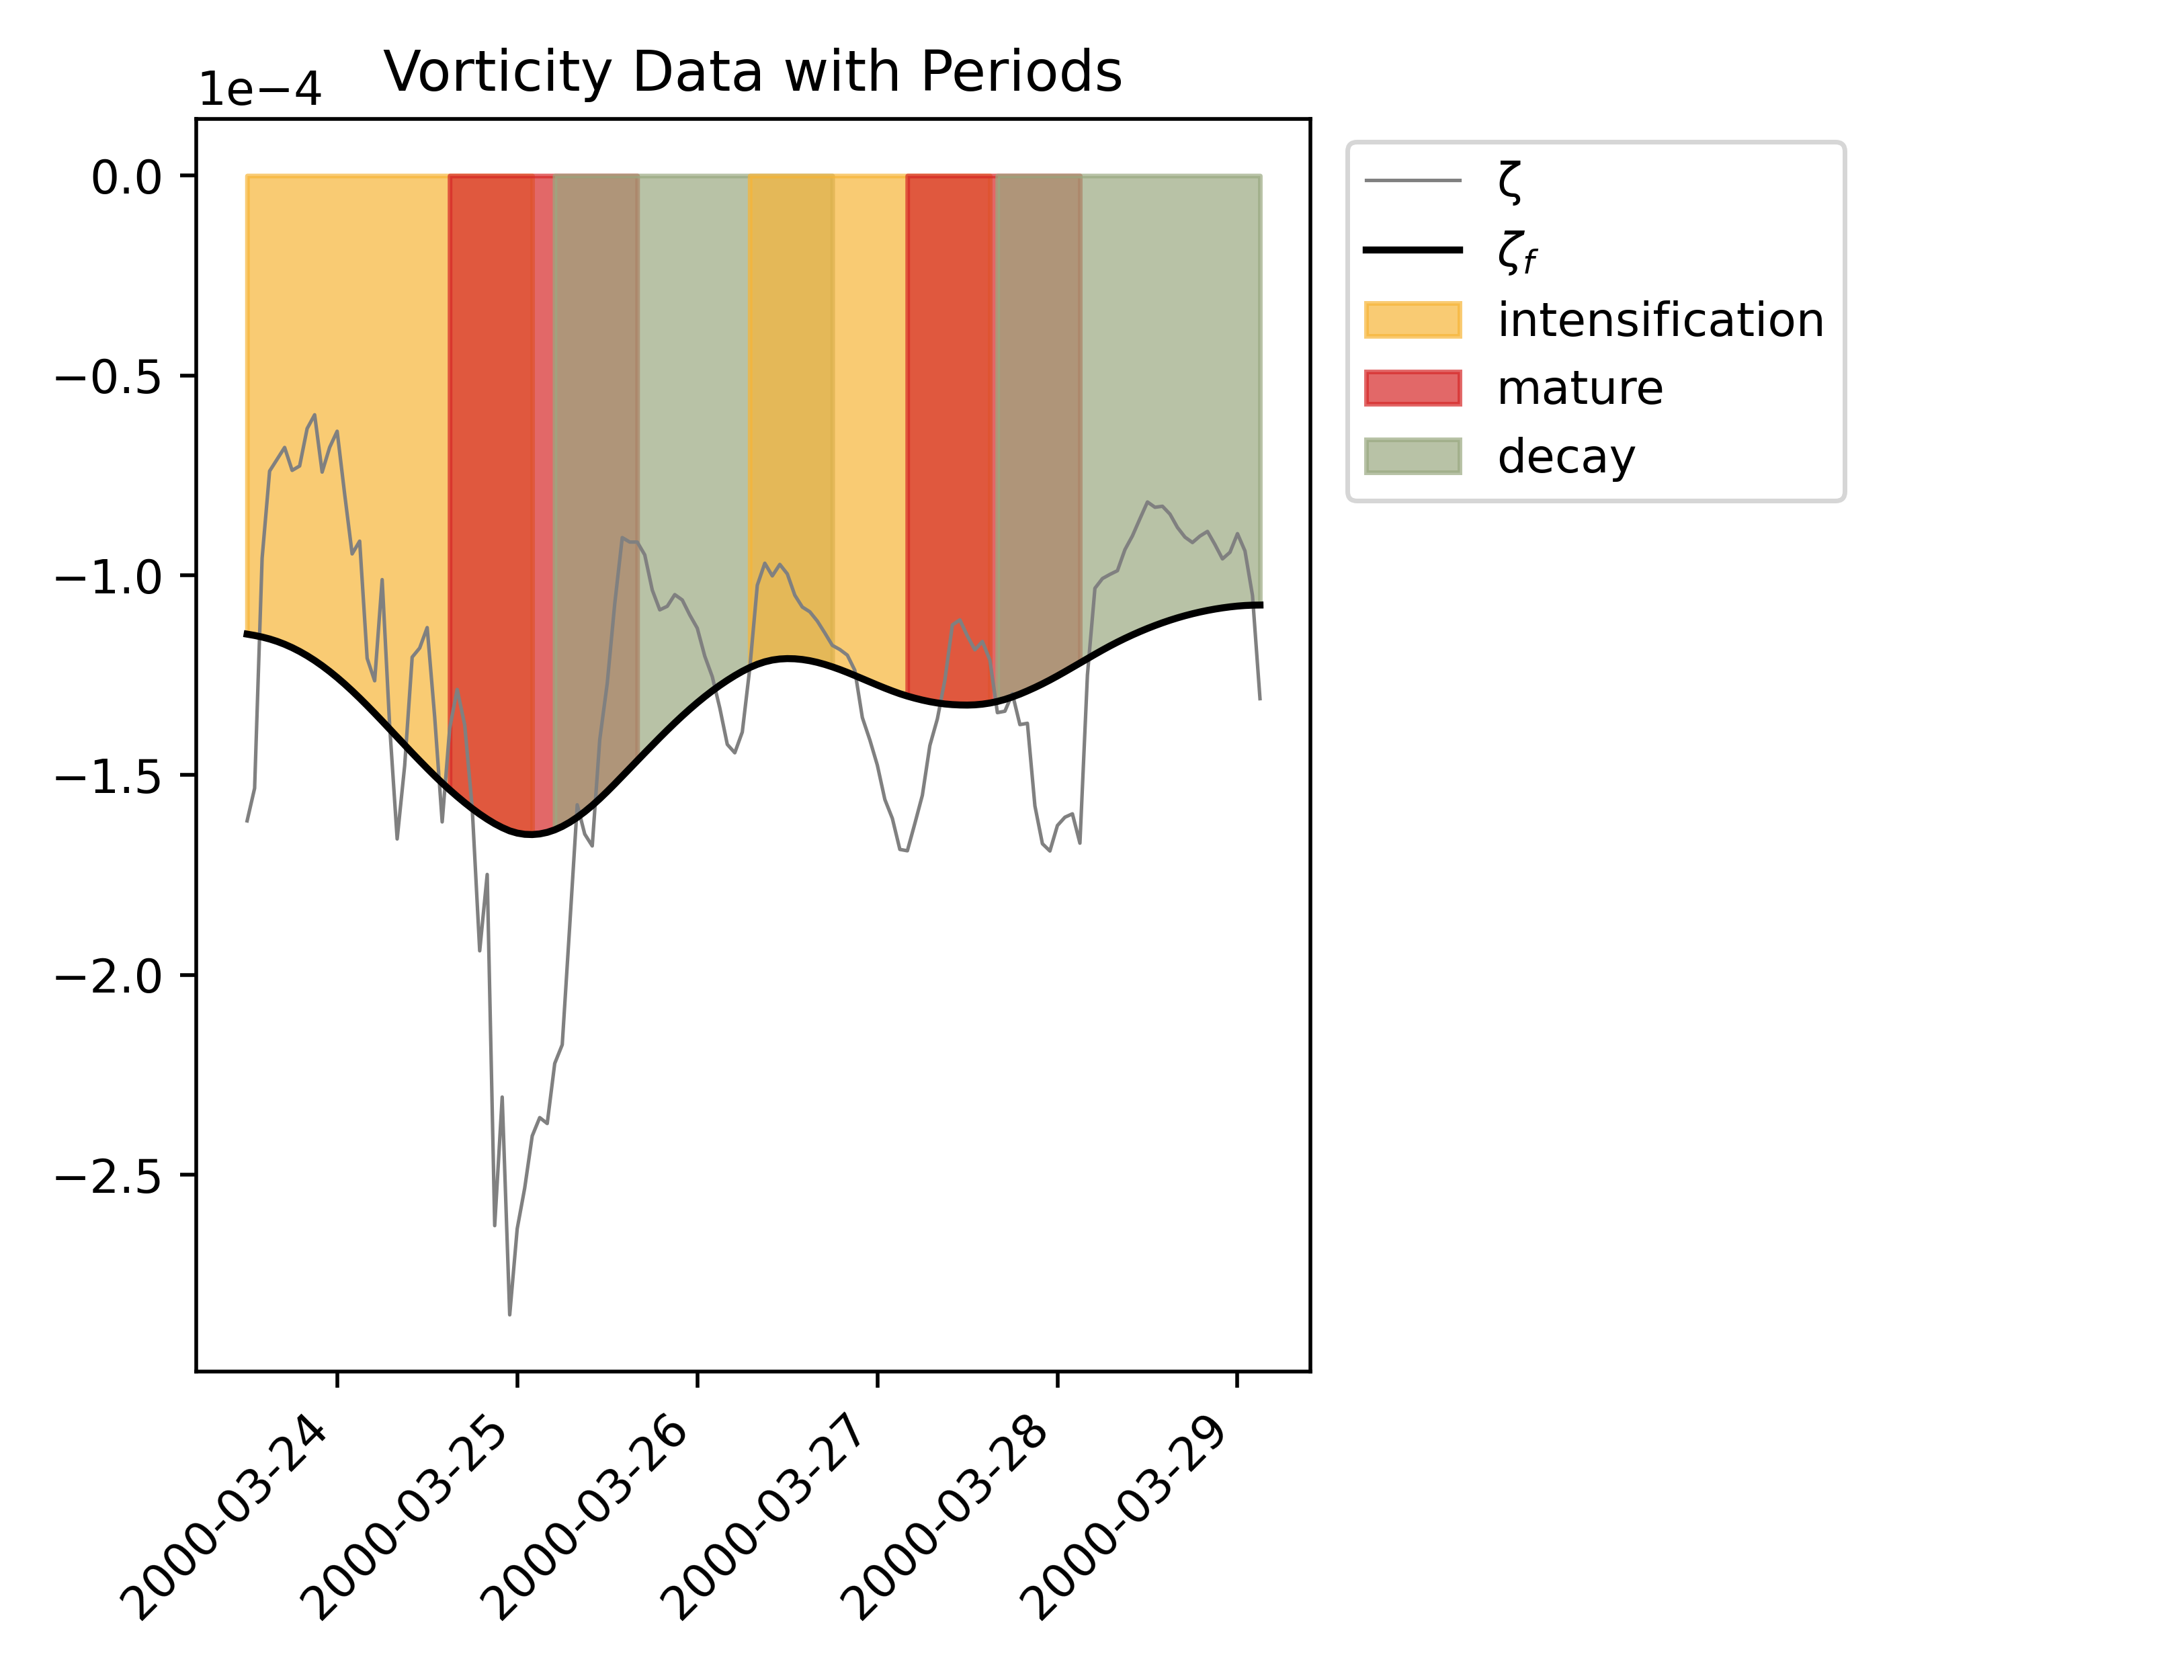 Vorticity Data with Periods
1e−4
0.0
−0.5
−1.0
−1.5
−2.0
−2.5
2000-03-24
2000-03-25
2000-03-26
2000-03-27
2000-03-28
2000-03-29
ζ
ζf
intensification
mature
decay